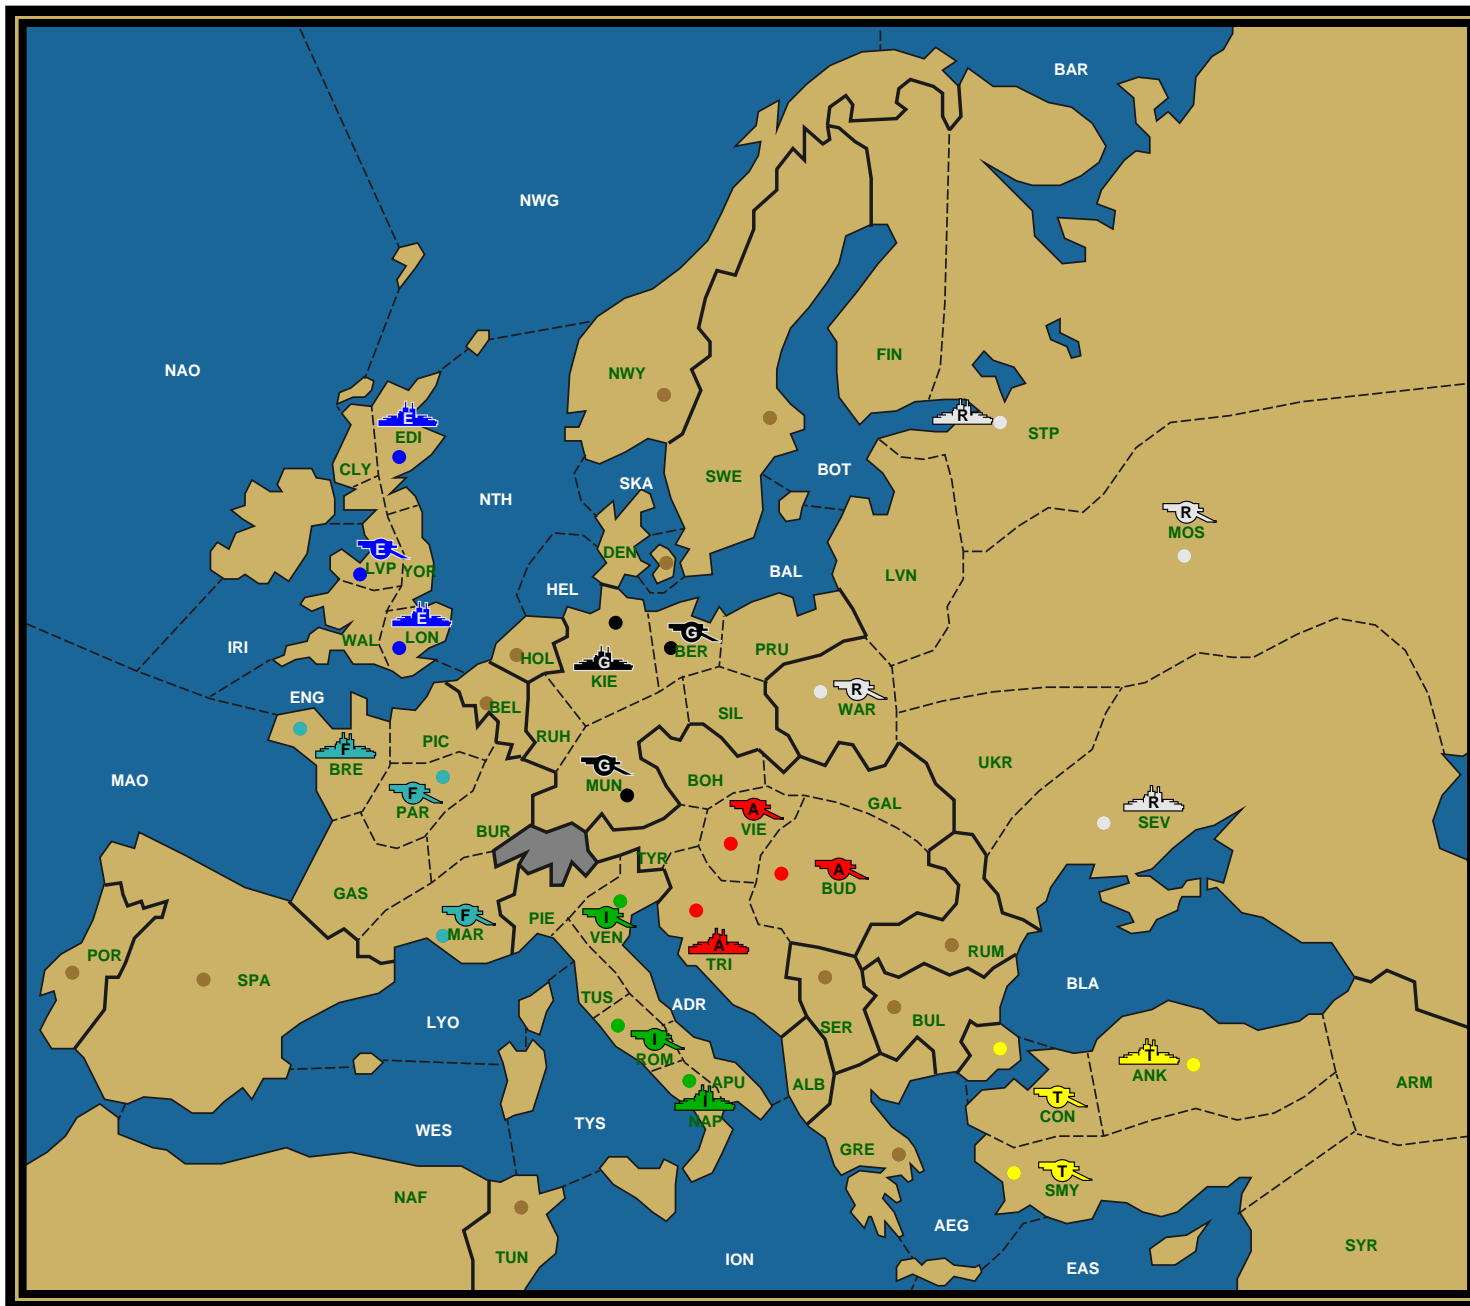 BAR
NWG
NAO
FIN
NWY
R
E
EDI
STP
CLY
SWE
BOT
SKA
NTH
R
MOS
E
LVP
YOR
DEN
BAL
LVN
HEL
E
LON
WAL
IRI
G
BER
PRU
HOL
G
KIE
R
WAR
ENG
BEL
SIL
PIC
RUH
F
BRE
UKR
G
MUN
BOH
MAO
F
PAR
A
VIE
GAL
R
SEV
BUR
TYR
A
BUD
GAS
F
MAR
PIE
I
VEN
A
TRI
RUM
POR
SPA
TUS
ADR
BLA
LYO
SER
BUL
I
ROM
T
ANK
APU
ALB
ARM
I
NAP
T
CON
WES
TYS
GRE
T
SMY
NAF
AEG
TUN
ION
EAS
SYR